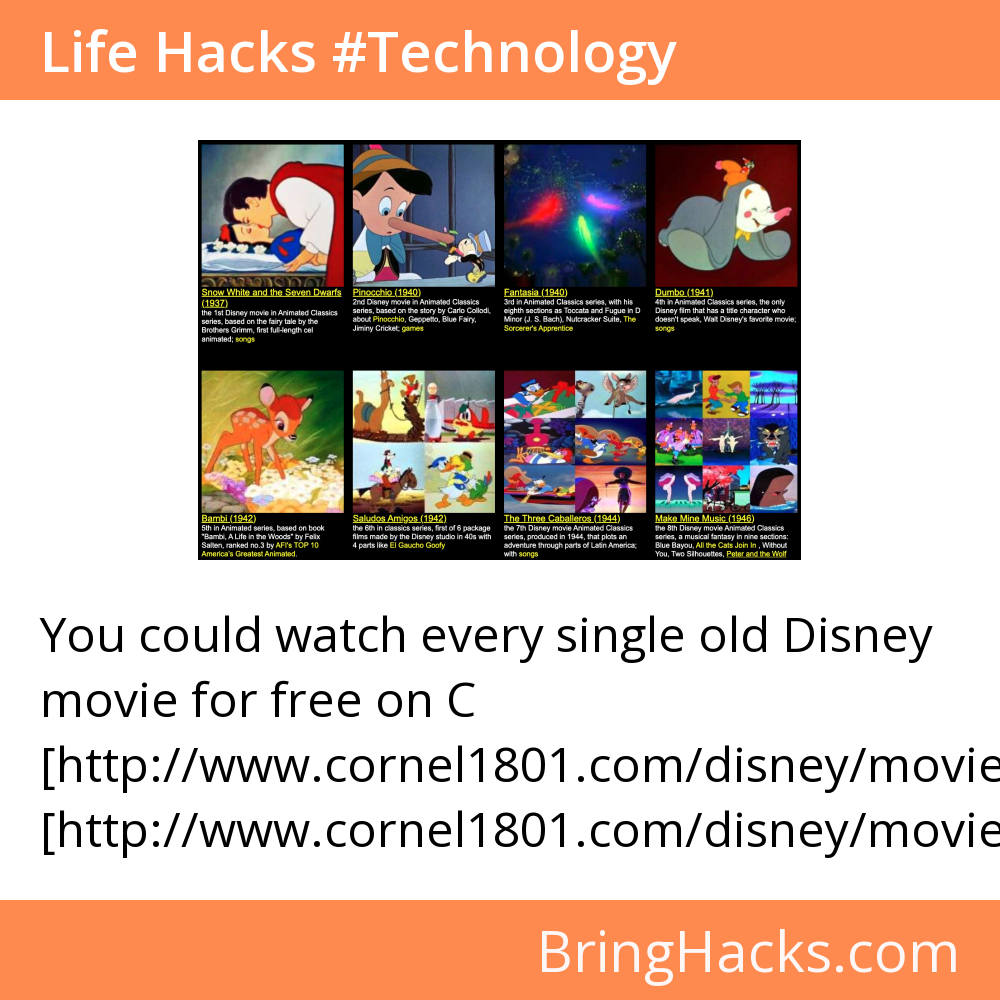 Life Hacks #Technology
Snow White and the Seven Dwarfs
(1937)
the 1st Disney movie in Animated Classics
series, based on the fairy tale by the
Brothers Grimm, first full-length cel
animated; songs
Pinocchio (1940)
2nd Disney movie in Animated Classics
series, based on the story by Carlo Collodi,
about Pinocchio, Geppetto, Blue Fairy,
Jiminy Cricket; games
Fantasia (1940)
3rd in Animated Classics series, with his
eighth sections as Toccata and Fugue in D
Minor (J. S. Bach), Nutcracker Suite, The
Sorcerer's Apprentice
Dumbo (1941)
4th in Animated Classics series, the only
Disney film that has a title character who
doesn't speak, Walt Disney's favorite movie;
songs
Bambi (1942)
5th in Animated series, based on book
"Bambi, A Life in the Woods" by Felix
Salten, ranked no.3 by AFI's TOP 10
America's Greatest Animated.
Saludos Amigos (1942)
the 6th in classics series, first of 6 package
films made by the Disney studio in 40s with
4 parts like El Gaucho Goofy
The Three Caballeros (1944)
the 7th Disney movie Animated Classics
series, produced in 1944, that plots an
adventure through parts of Latin America;
with songs
Make Mine Music (1946)
the 8th Disney movie Animated Classics
series, a musical fantasy in nine sections:
Blue Bayou, All the Cats Join In , Without
You, Two Silhouettes, Peter and the Wolf
You could watch every single old Disney
movie for free on C
[http://www.cornel1801.com/disney/movie
[http://www.cornel1801.com/disney/movie
BringHacks.com